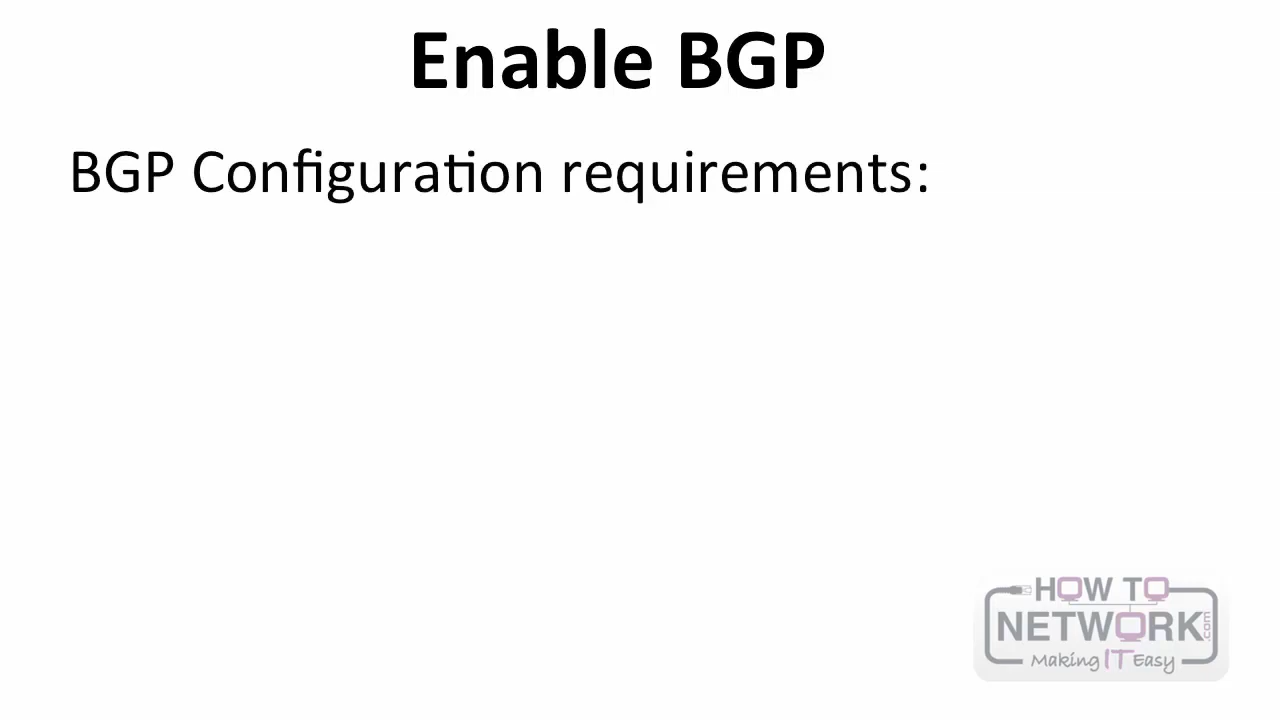 Enable BGP
BGP Configuration requirements:
HOW TO
NETWORK.com
Making IT Easy